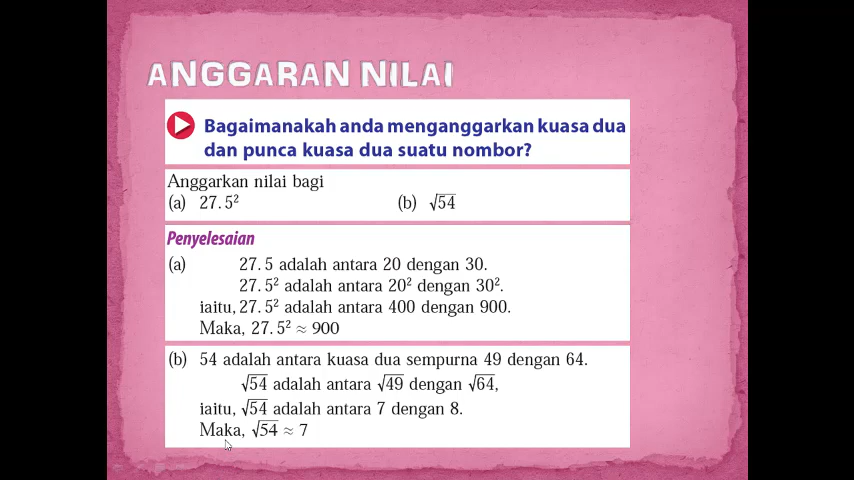 ANGGARAN NILAI
Bagaimanakah anda menganggarkan kuasa dua
dan punca kuasa dua suatu nombor?
Anggarkan nilai bagi
(a) 27.5² (b) √54
Penyelesaian
(a) 27.5 adalah antara 20 dengan 30.
27.5² adalah antara 20² dengan 30².
iaitu, 27.5² adalah antara 400 dengan 900.
Maka, 27.5² ≈ 900
(b) 54 adalah antara kuasa dua sempurna 49 dengan 64.
√54 adalah antara √49 dengan √64,
iaitu, √54 adalah antara 7 dengan 8.
Maka, √54 ≈ 7